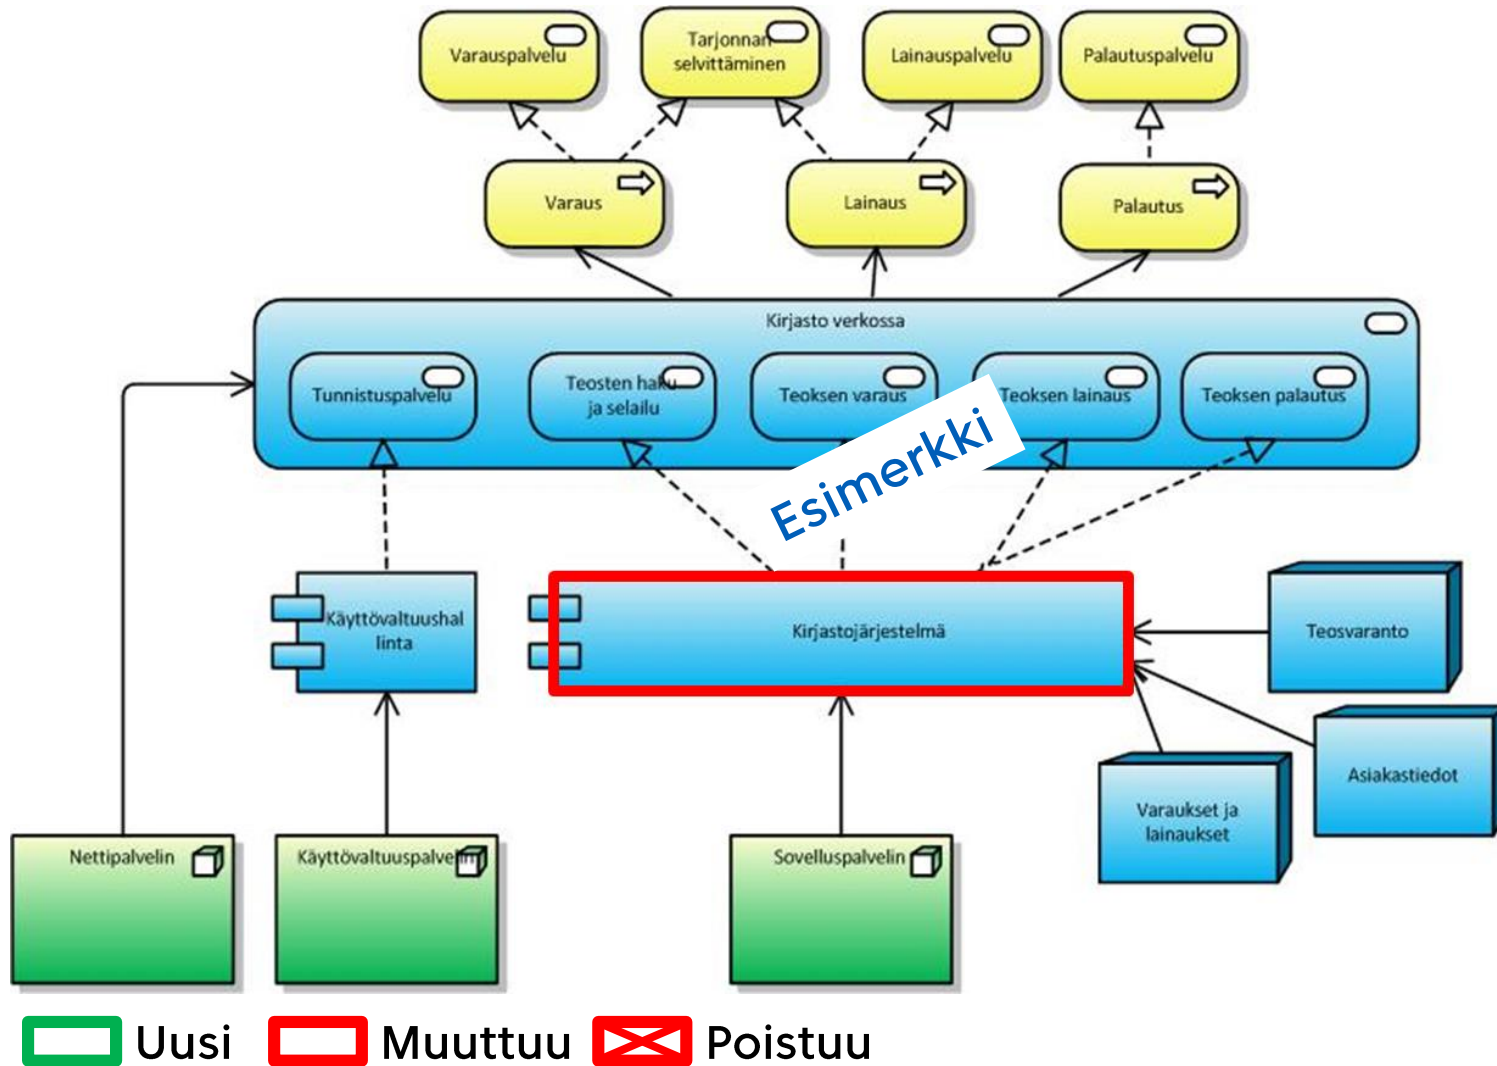 Varauspalvelu
Tarjonnan
selvittäminen
Lainauspalvelu
Palautuspalvelu
Varaus
Lainaus
Palautus
Kirjasto verkossa
Tunnistuspalvelu
Teosten haku
ja selailu
Teoksen varaus
Teoksen lainaus
Teoksen palautus
Esimerkki
Käyttövaltuushal
linta
Kirjastojärjestelmä
Teosvaranto
Asiakastiedot
Varaukset ja
lainaukset
Nettipalvelin
Käyttövaltuuspalvelin
Sovelluspalvelin
Uusi
Muuttuu
Poistuu